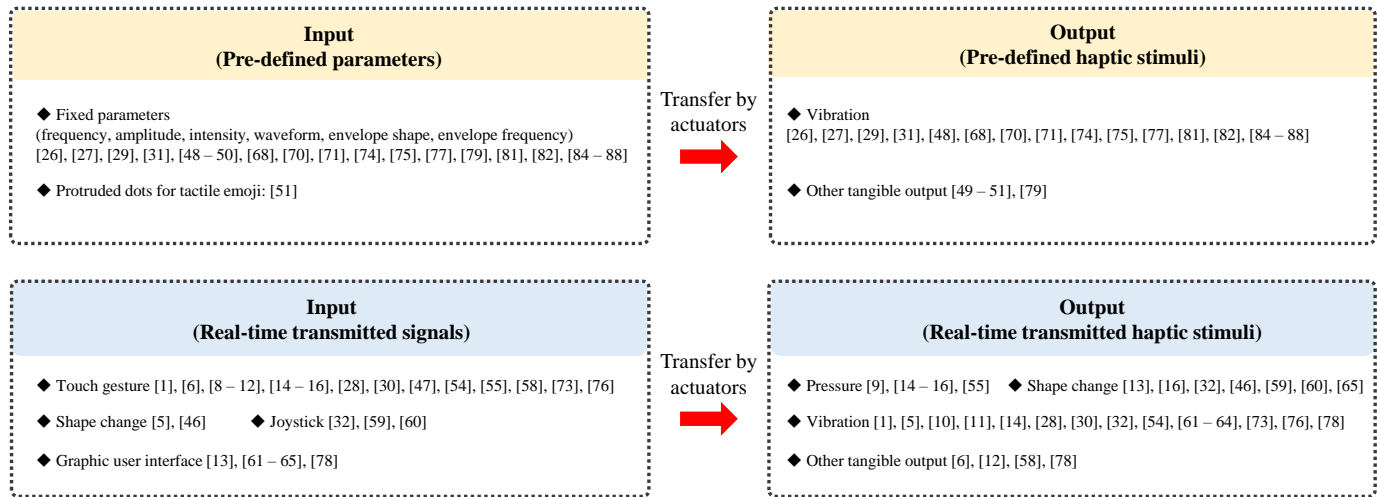 Input
(Pre-defined parameters)
◆ Fixed parameters
(frequency, amplitude, intensity, waveform, envelope shape, envelope frequency)
[26], [27], [29], [31], [48 – 50], [68], [70], [71], [74], [75], [77], [79], [81], [82], [84 – 88]
◆ Protruded dots for tactile emoji: [51]
Transfer by
actuators
Output
(Pre-defined haptic stimuli)
◆ Vibration
[26], [27], [29], [31], [48], [68], [70], [71], [74], [75], [77], [81], [82], [84 – 88]
◆ Other tangible output [49 – 51], [79]
Input
(Real-time transmitted signals)
◆ Touch gesture [1], [6], [8 – 12], [14 – 16], [28], [30], [47], [54], [55], [58], [73], [76]
◆ Shape change [5], [46] ◆ Joystick [32], [59], [60]
◆ Graphic user interface [13], [61 – 65], [78]
Transfer by
actuators
Output
(Real-time transmitted haptic stimuli)
◆ Pressure [9], [14 – 16], [55] ◆ Shape change [13], [16], [32], [46], [59], [60], [65]
◆ Vibration [1], [5], [10], [11], [14], [28], [30], [32], [54], [61 – 64], [73], [76], [78]
◆ Other tangible output [6], [12], [58], [78]